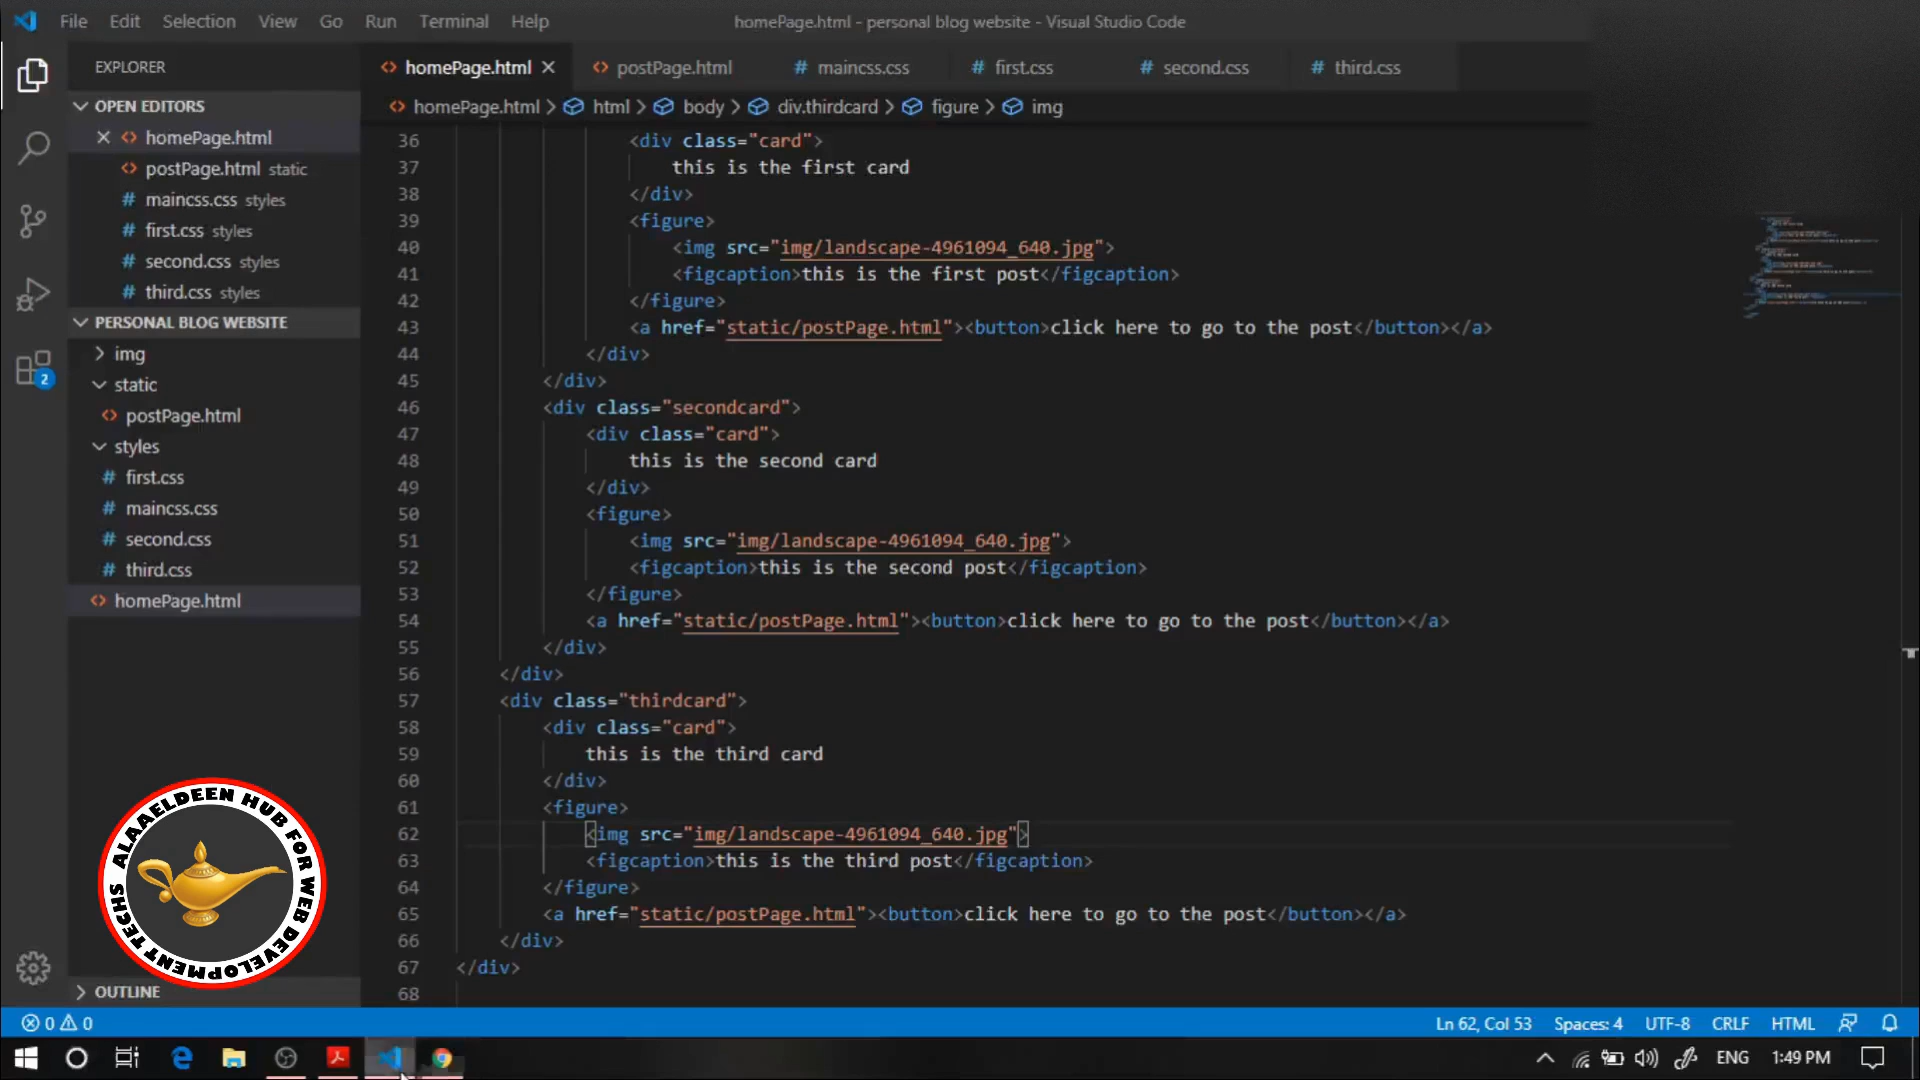 File Edit Selection View Go Run Terminal Help homePage.html - personal blog website - Visual Studio Code
EXPLORER
OPEN EDITORS
homePage.html
postPage.html static
maincss.css styles
first.css styles
second.css styles
third.css styles
PERSONAL BLOG WEBSITE
img
static
postPage.html
styles
first.css
maincss.css
second.css
third.css
homePage.html
OUTLINE
ALAAELDEEN HUB FOR WEB DEVELOPMENT TECHS
2
homePage.html postPage.html maincss.css first.css second.css third.css
homePage.html > html > body > div.thirdcard > figure > img
36 <div class="card">
37 this is the first card
38 </div>
39 <figure>
40 <img src="img/landscape-4961094_640.jpg">
41 <figcaption>this is the first post</figcaption>
42 </figure>
43 <a href="static/postPage.html"><button>click here to go to the post</button></a>
44 </div>
45 </div>
46 <div class="secondcard">
47 <div class="card">
48 this is the second card
49 </div>
50 <figure>
51 <img src="img/landscape-4961094_640.jpg">
52 <figcaption>this is the second post</figcaption>
53 </figure>
54 <a href="static/postPage.html"><button>click here to go to the post</button></a>
55 </div>
56 </div>
57 <div class="thirdcard">
58 <div class="card">
59 this is the third card
60 </div>
61 <figure>
62 <img src="img/landscape-4961094_640.jpg">
63 <figcaption>this is the third post</figcaption>
64 </figure>
65 <a href="static/postPage.html"><button>click here to go to the post</button></a>
66 </div>
67 </div>
68
0 0 Ln 62, Col 53 Spaces: 4 UTF-8 CRLF HTML
ENG 1:49 PM